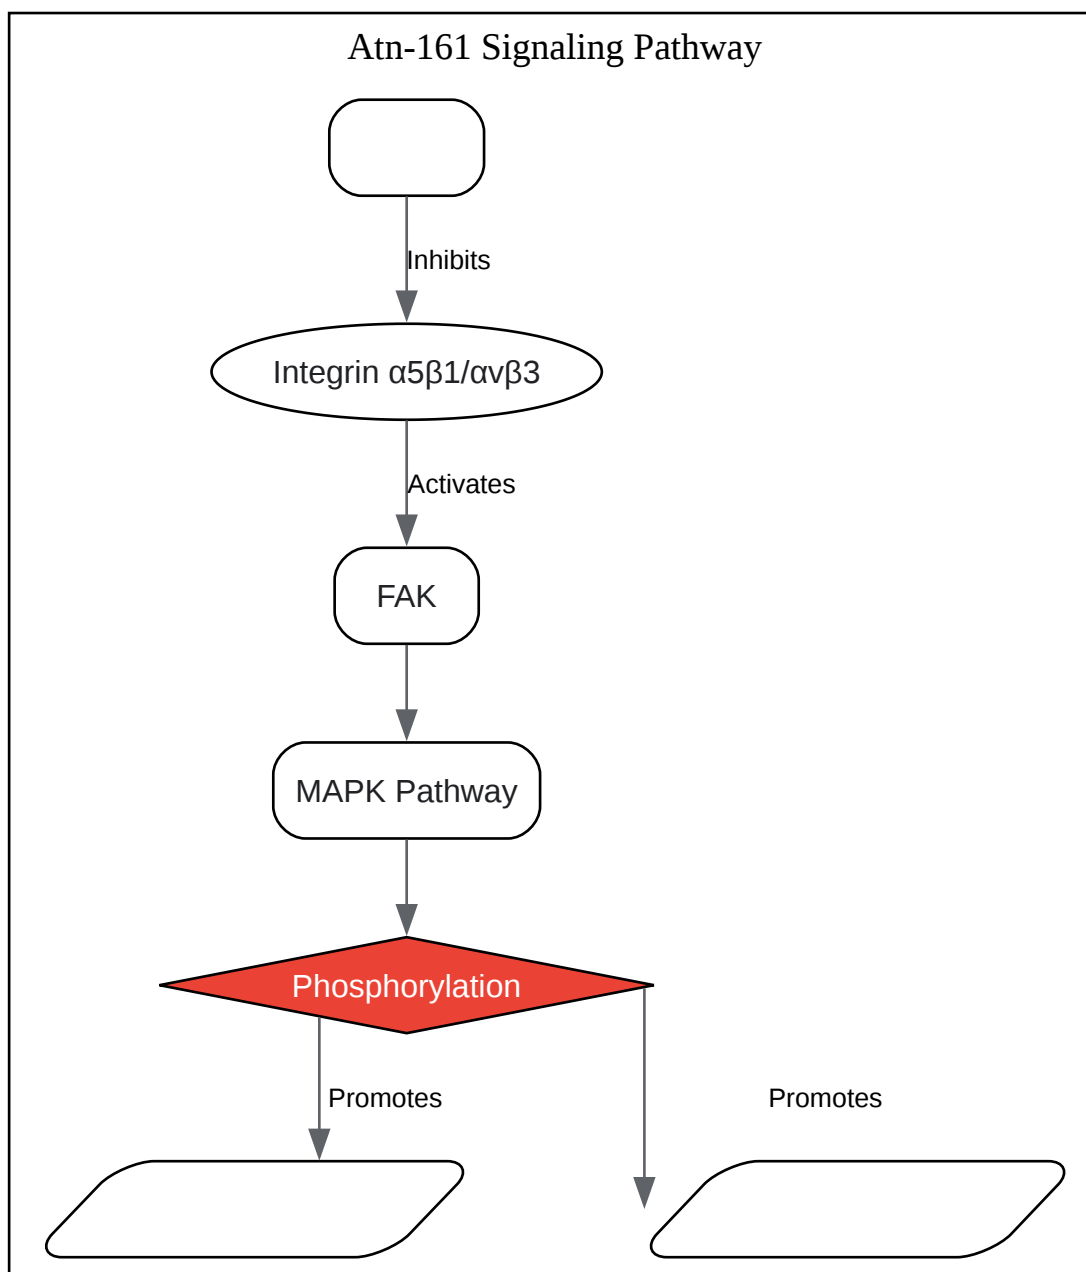 Atn-161 Signaling Pathway
Inhibits
Integrin α5β1/αvβ3
Activates
FAK
MAPK Pathway
Phosphorylation
Promotes
Promotes